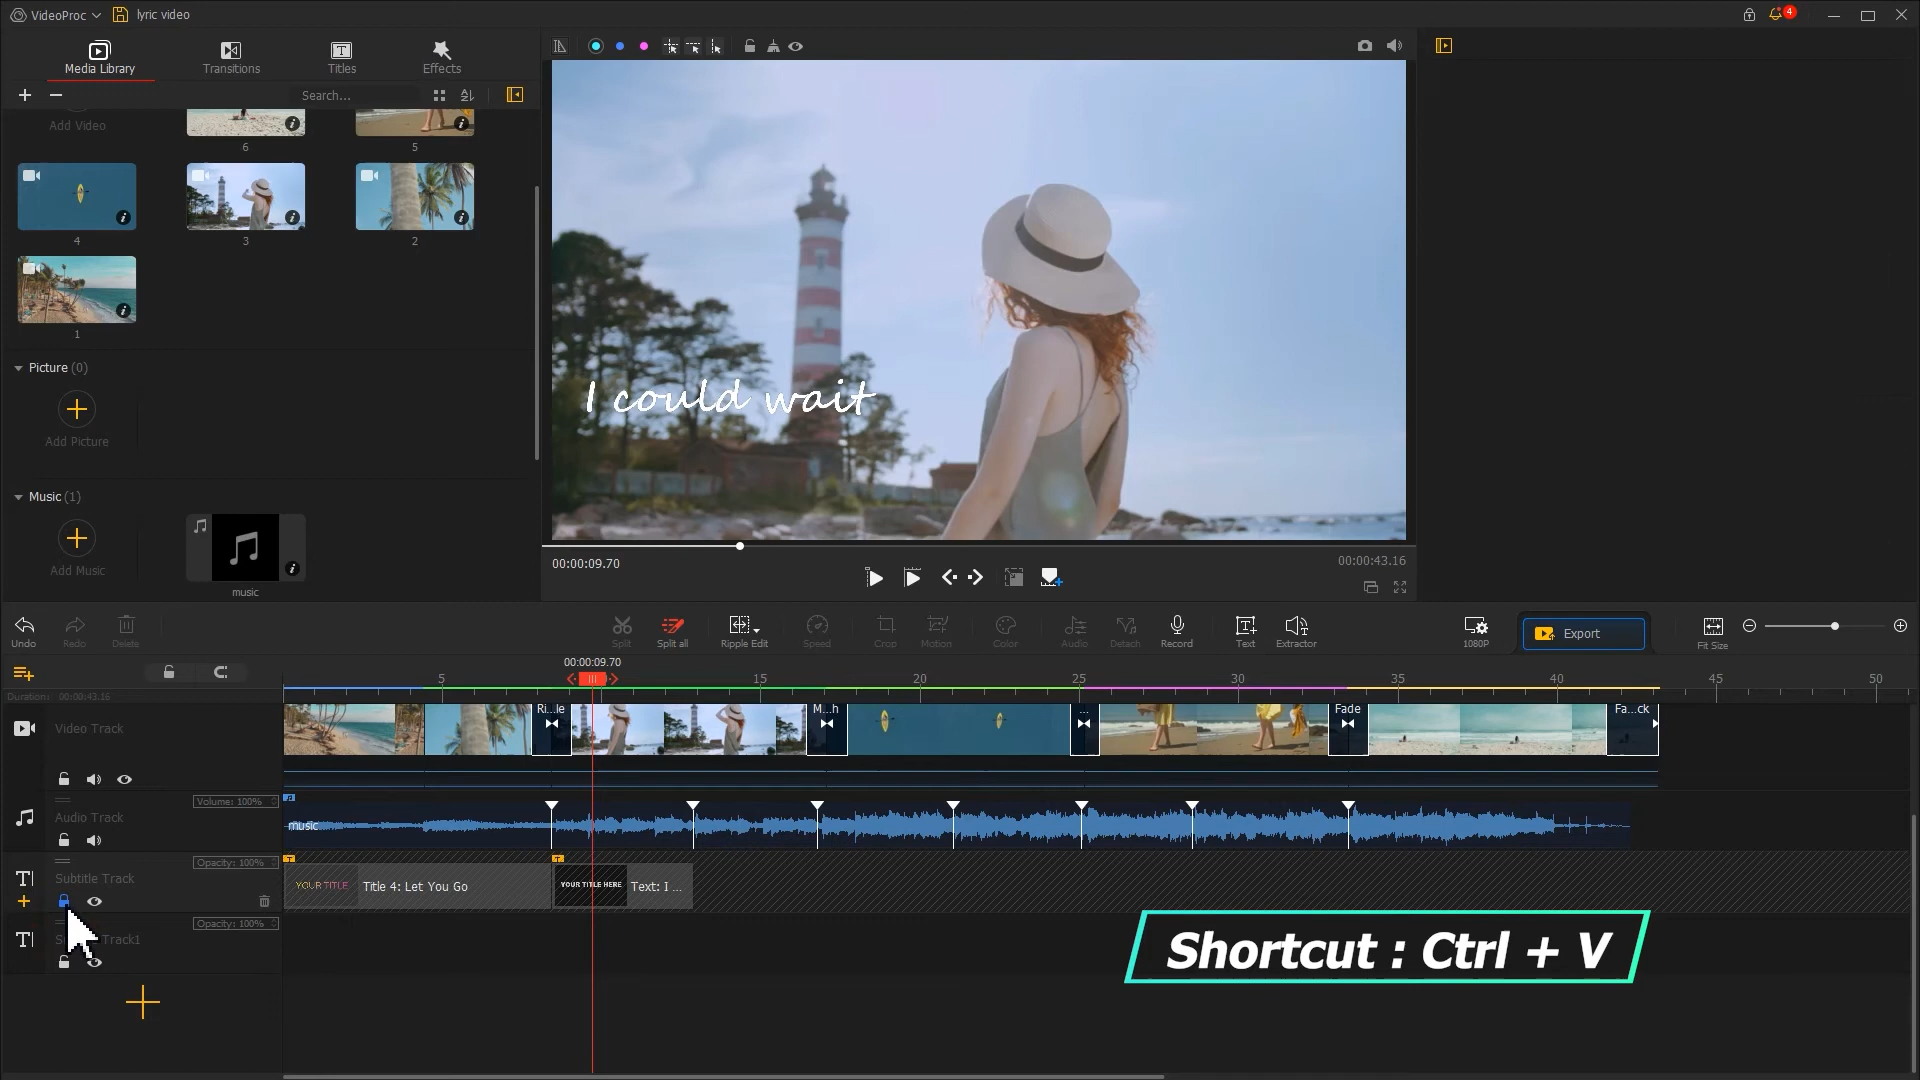 VideoProc
lyric video
4
Media Library
Transitions
Titles
Effects
Search...
Add Video
6
5
4
3
2
1
Picture (0)
Add Picture
Music (1)
Add Music
music
I could wait
00:00:09.70
00:00:43.16
Undo
Redo
Delete
Split
Split all
Ripple Edit
Speed
Crop
Motion
Color
Audio
Detach
Record
Text
Extractor
1080P
Export
Fit Size
00:00:09.70
5
15
20
25
30
35
40
45
50
Duration: 00:00:43.16
Video Track
Ri...le
M...h
...
Fade
Fa...ck
Volume: 100%
Audio Track
music
Opacity: 100%
Subtitle Track
YOUR TITLE
Title 4: Let You Go
YOUR TITLE HERE
Text: I ...
Opacity: 100%
Track1
Shortcut : Ctrl + V